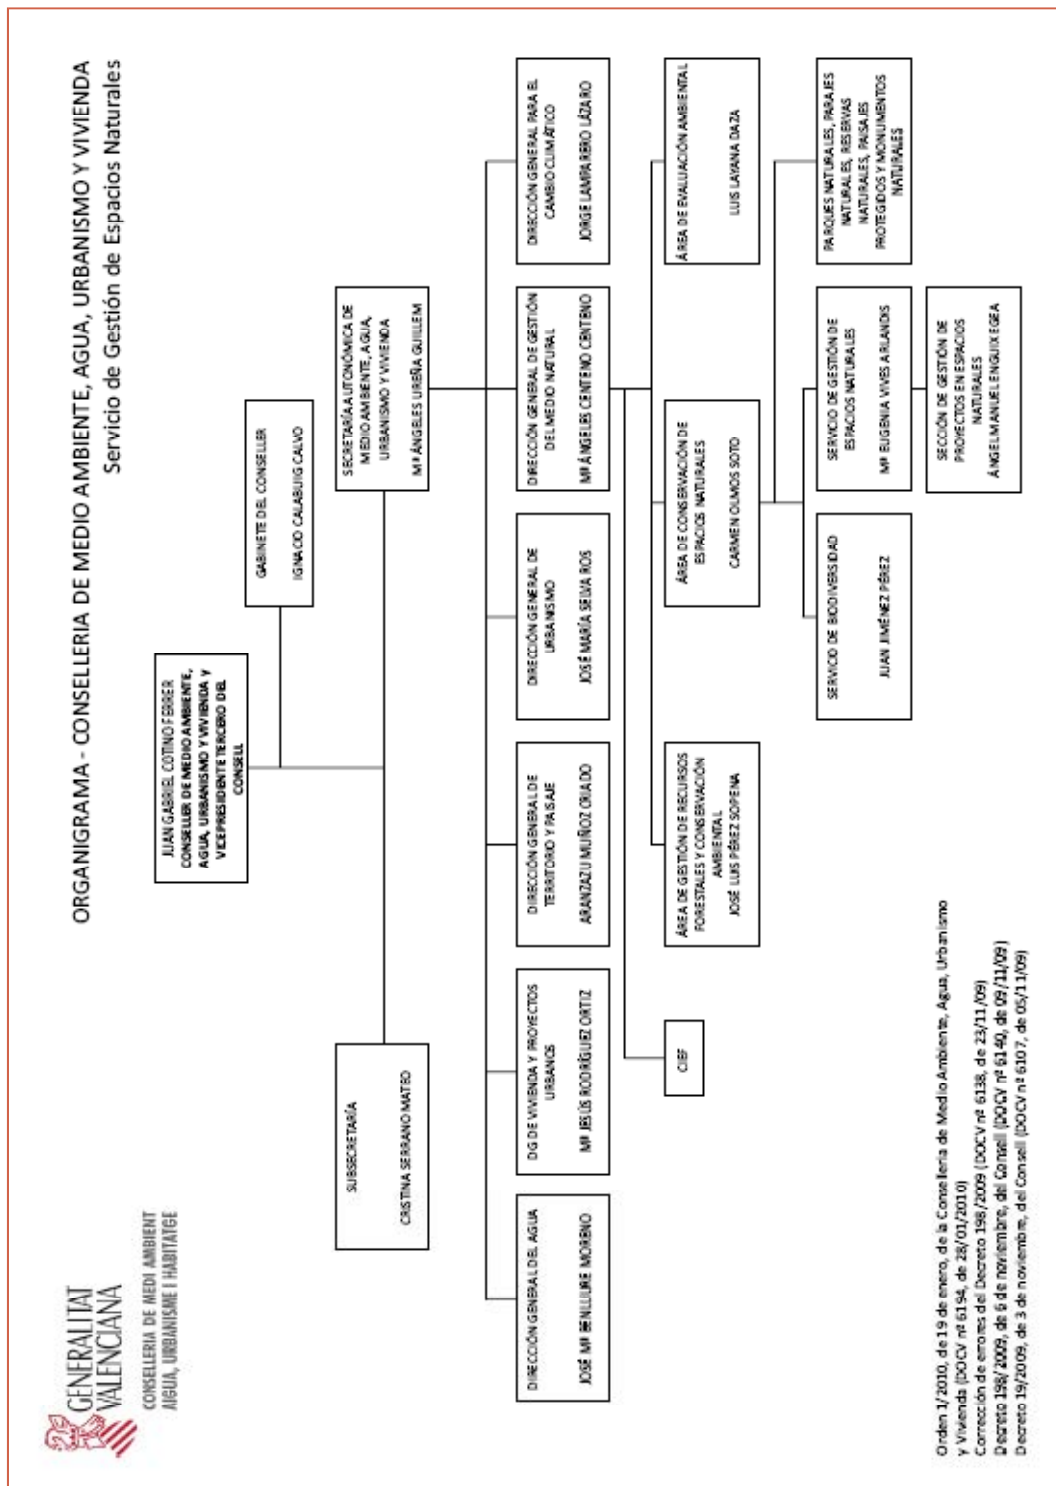 GENERALITAT
VALENCIANA
CONSELLERIA DE MEDI AMBIENT
AIGUA, URBANISME I HABITATGE
ORGANIGRAMA - CONSELLERIA DE MEDIO AMBIENTE, AGUA, URBANISMO Y VIVIENDA
Servicio de Gestión de Espacios Naturales
JUAN GABRIEL COTINO FERRER
CONSELLER DE MEDIO AMBIENTE,
AGUA, URBANISMO Y VIVIENDA y
VICEPRESIDENTE TERCERO DEL
CONSELL
GABINETE DEL CONSELLER
IGNACIO CALABUIG CALVO
SUBSECRETARÍA
CRISTINA SERRANO MATEO
SECRETARÍA AUTONÓMICA DE
MEDIO AMBIENTE, AGUA,
URBANISMO Y VIVIENDA
Mª ÁNGELES UREÑA GUILLEM
DIRECCIÓN GENERAL DEL AGUA
JOSÉ Mª BENLLIURE MORENO
DG DE VIVIENDA Y PROYECTOS
URBANOS
Mª JESÚS RODRÍGUEZ ORTIZ
DIRECCIÓN GENERAL DE
TERRITORIO Y PAISAJE
ARANZAZU MUÑOZ CRIADO
DIRECCIÓN GENERAL DE
URBANISMO
JOSÉ MARÍA SELVA ROS
DIRECCIÓN GENERAL DE GESTIÓN
DEL MEDIO NATURAL
Mª ÁNGELES CENTENO CENTENO
DIRECCIÓN GENERAL PARA EL
CAMBIO CLIMÁTICO
JORGE LAMPARERO LÁZARO
CIEF
ÁREA DE GESTIÓN DE RECURSOS
FORESTALES Y CONSERVACIÓN
AMBIENTAL
JOSÉ LUIS PÉREZ SOPENA
ÁREA DE CONSERVACIÓN DE
ESPACIOS NATURALES
CARMEN OLMOS SOTO
ÁREA DE EVALUACIÓN AMBIENTAL
LUIS LAYANA DAZA
SERVICIO DE BIODIVERSIDAD
JUAN JIMÉNEZ PÉREZ
SERVICIO DE GESTIÓN DE
ESPACIOS NATURALES
Mª EUGENIA VIVES ARLANDIS
PARQUES NATURALES, PARAJES
NATURALES, RESERVAS
NATURALES, PAISAJES
PROTEGIDOS Y MONUMENTOS
NATURALES
SECCIÓN DE GESTIÓN DE
PROYECTOS EN ESPACIOS
NATURALES
ÁNGEL MANUEL ENGUIX EGEA
Orden 1/2010, de 19 de enero, de la Conselleria de Medio Ambiente, Agua, Urbanismo
y Vivienda (DOCV nº 6194, de 28/01/2010)
Corrección de errores del Decreto 198/2009 (DOCV nº 6138, de 23/11/09)
Decreto 198/2009, de 6 de noviembre, del Consell (DOCV nº 6140, de 09/11/09)
Decreto 19/2009, de 3 de noviembre, del Consell (DOCV nº 6107, de 05/11/09)